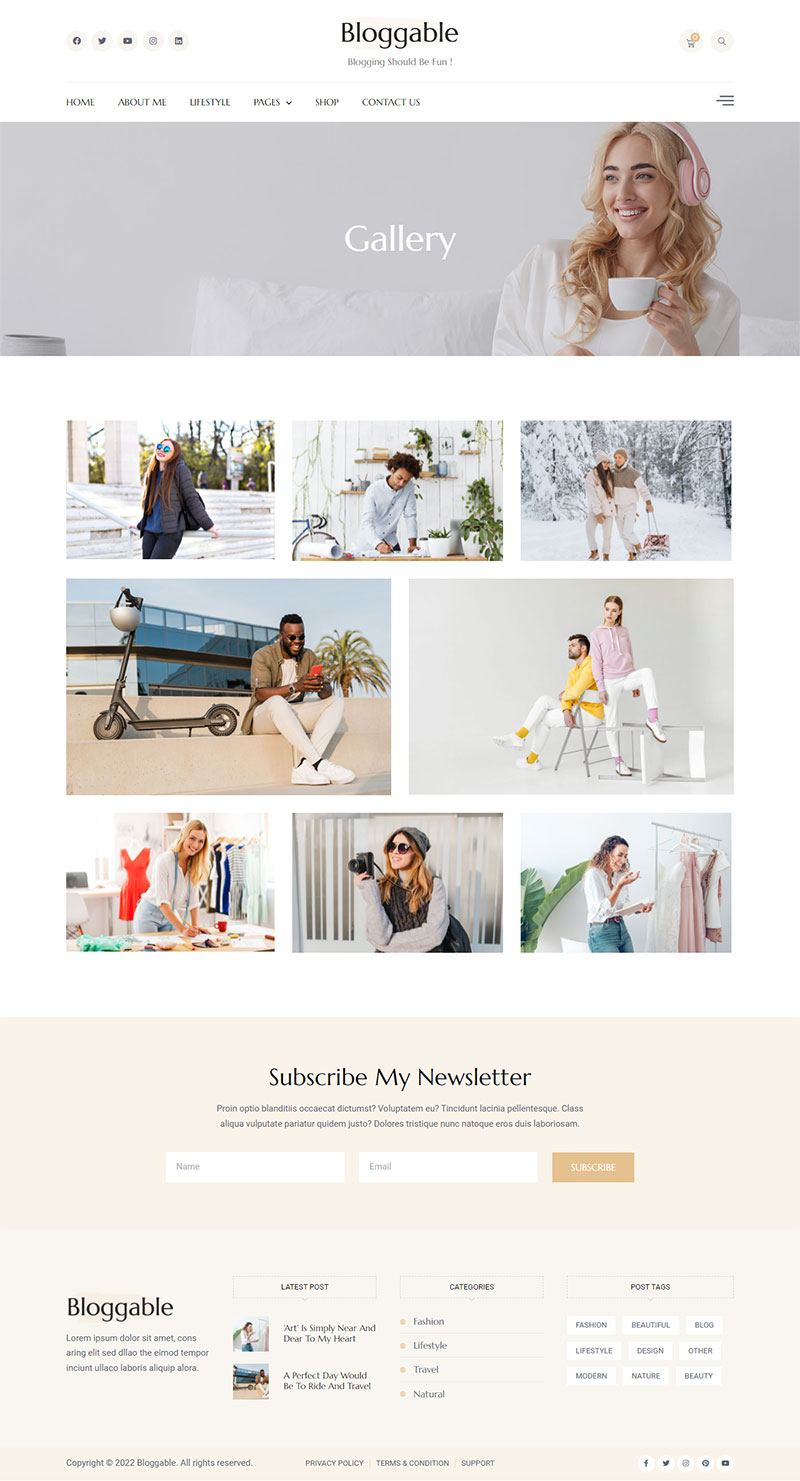 Bloggable
0
Blogging Should Be Fun !
HOME ABOUT ME LIFESTYLE PAGES SHOP CONTACT US
Gallery
Subscribe My Newsletter
Proin optio blanditiis occaecat dictumst? Voluptatem eu? Tincidunt lacinia pellentesque. Class
aliqua vulputate pariatur quidem justo? Dolores tristique nunc natoque eros duis laboriosam.
Name Email SUBSCRIBE
Bloggable
Lorem ipsum dolor sit amet, cons
aring elit sed dllao the eimod tempor
inciunt ullaco laboris aliquip alora.
LATEST POST
'Art' Is Simply Near And
Dear To My Heart
A Perfect Day Would
Be To Ride And Travel
CATEGORIES
Fashion
Lifestyle
Travel
Natural
POST TAGS
FASHION BEAUTIFUL BLOG
LIFESTYLE DESIGN OTHER
MODERN NATURE BEAUTY
Copyright © 2022 Bloggable. All rights reserved. PRIVACY POLICY TERMS & CONDITION SUPPORT